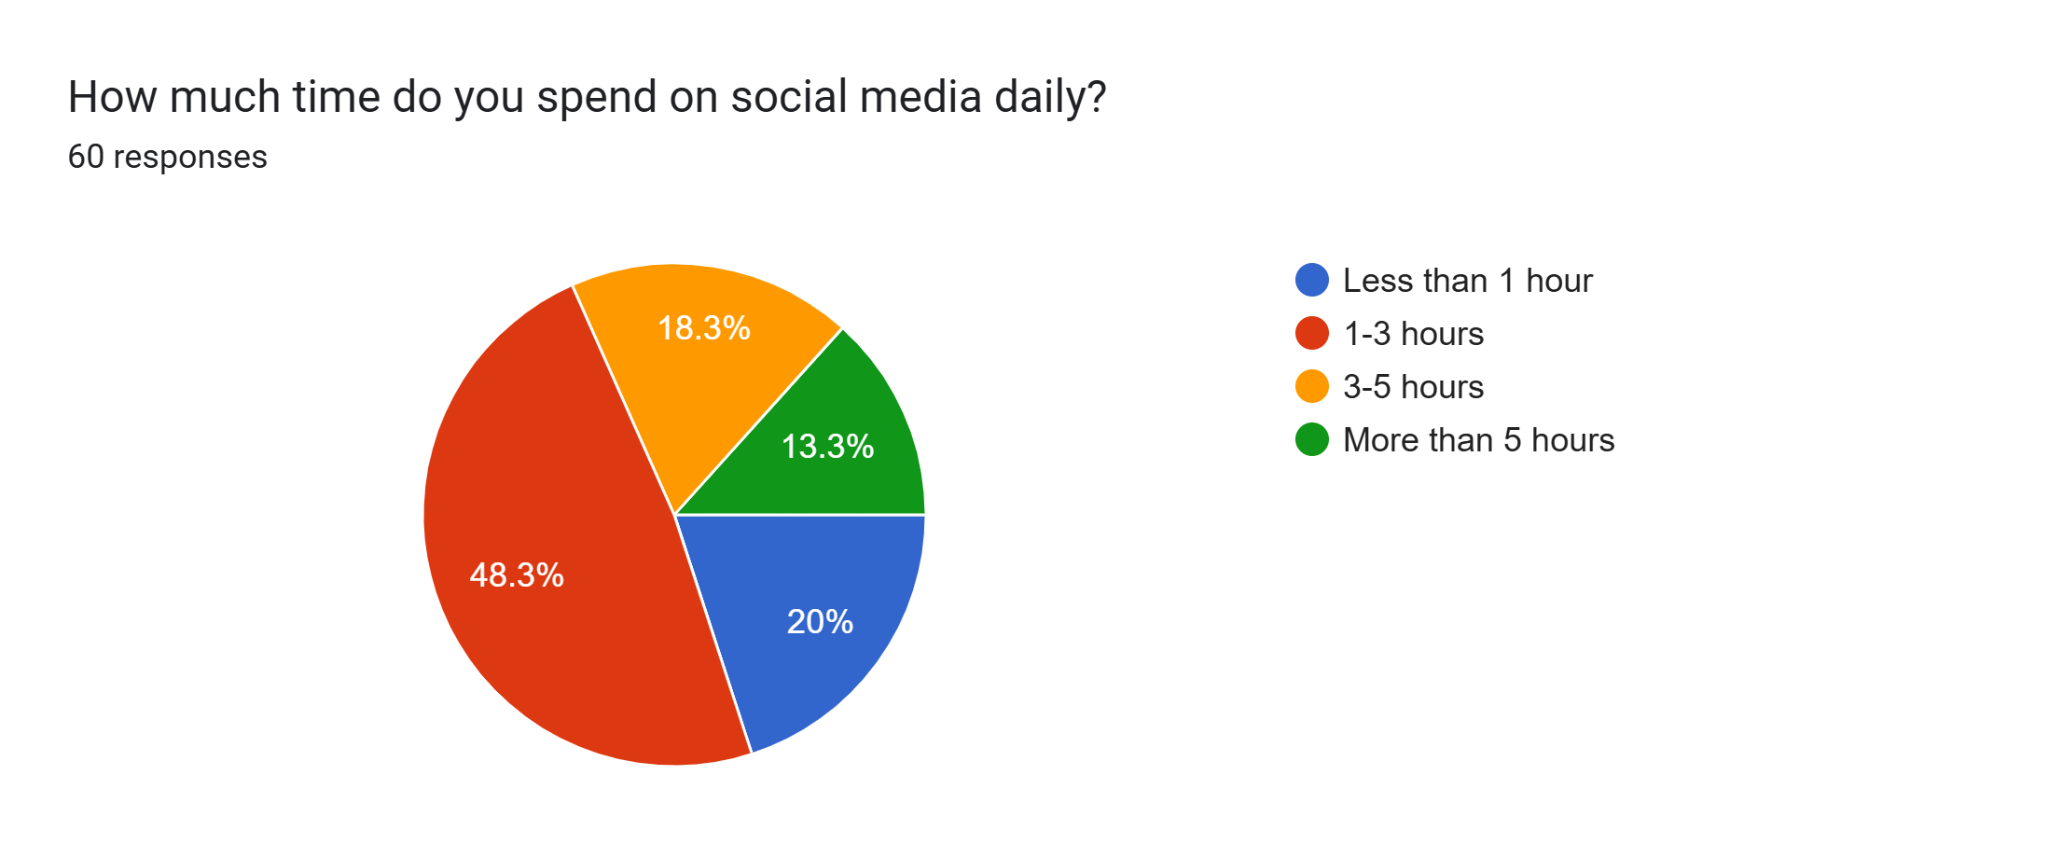 How much time do you spend on social media daily?
60 responses
18.3%
13.3%
48.3%
20%
Less than 1 hour
1-3 hours
3-5 hours
More than 5 hours